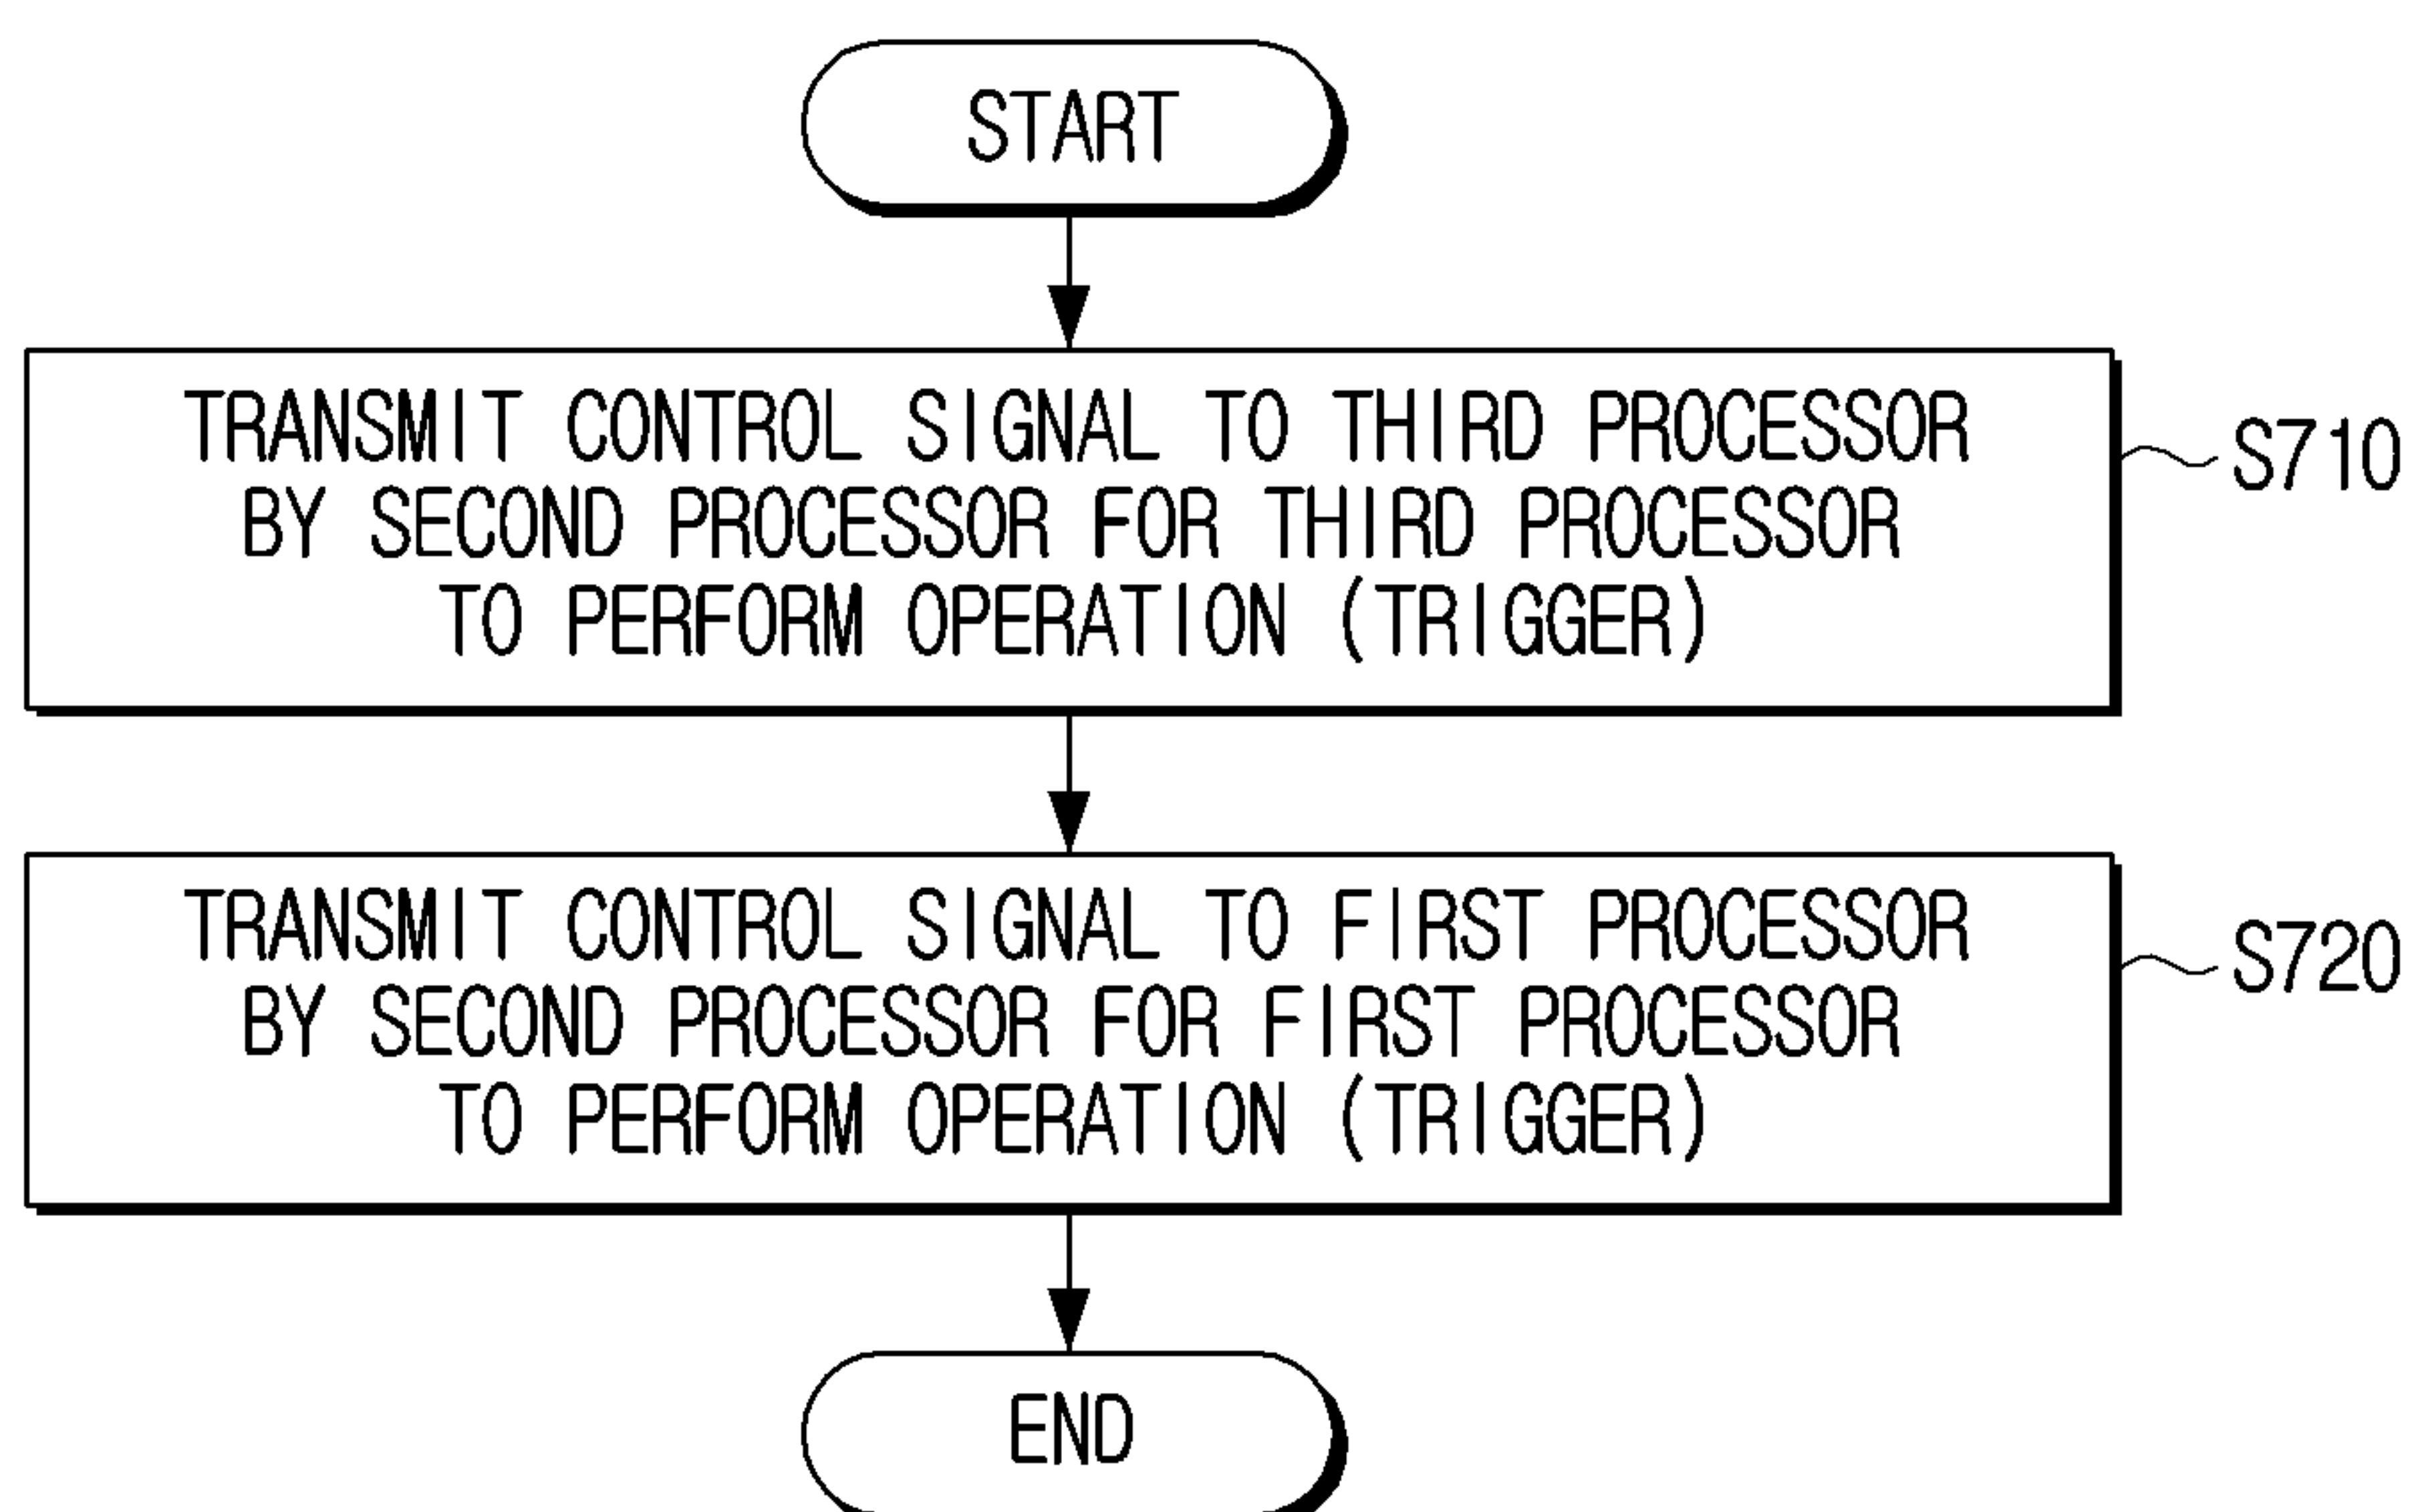 START
TRANSMIT CONTROL SIGNAL TO THIRD PROCESSOR
BY SECOND PROCESSOR FOR THIRD PROCESSOR
TO PERFORM OPERATION (TRIGGER)
S710
TRANSMIT CONTROL SIGNAL TO FIRST PROCESSOR
BY SECOND PROCESSOR FOR FIRST PROCESSOR
TO PERFORM OPERATION (TRIGGER)
S720
END